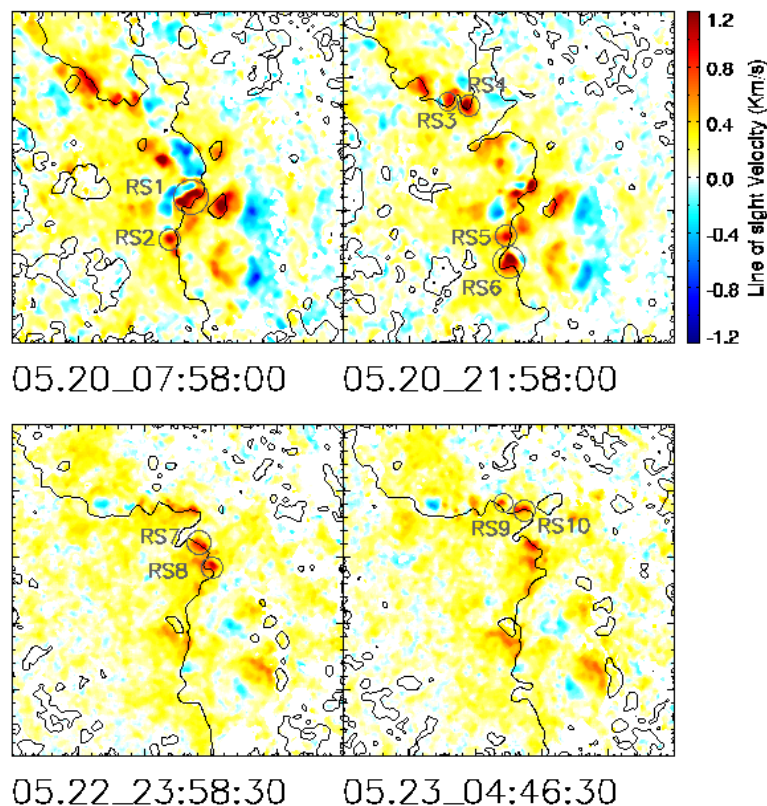 RS1
RS2
RS3
RS4
RS5
RS6
1.2
0.8
0.4
0.0
-0.4
-0.8
-1.2
Line of sight Velocity (Km/s)
05.20_07:58:00
05.20_21:58:00
RS7
RS8
RS9
RS10
05.22_23:58:30
05.23_04:46:30